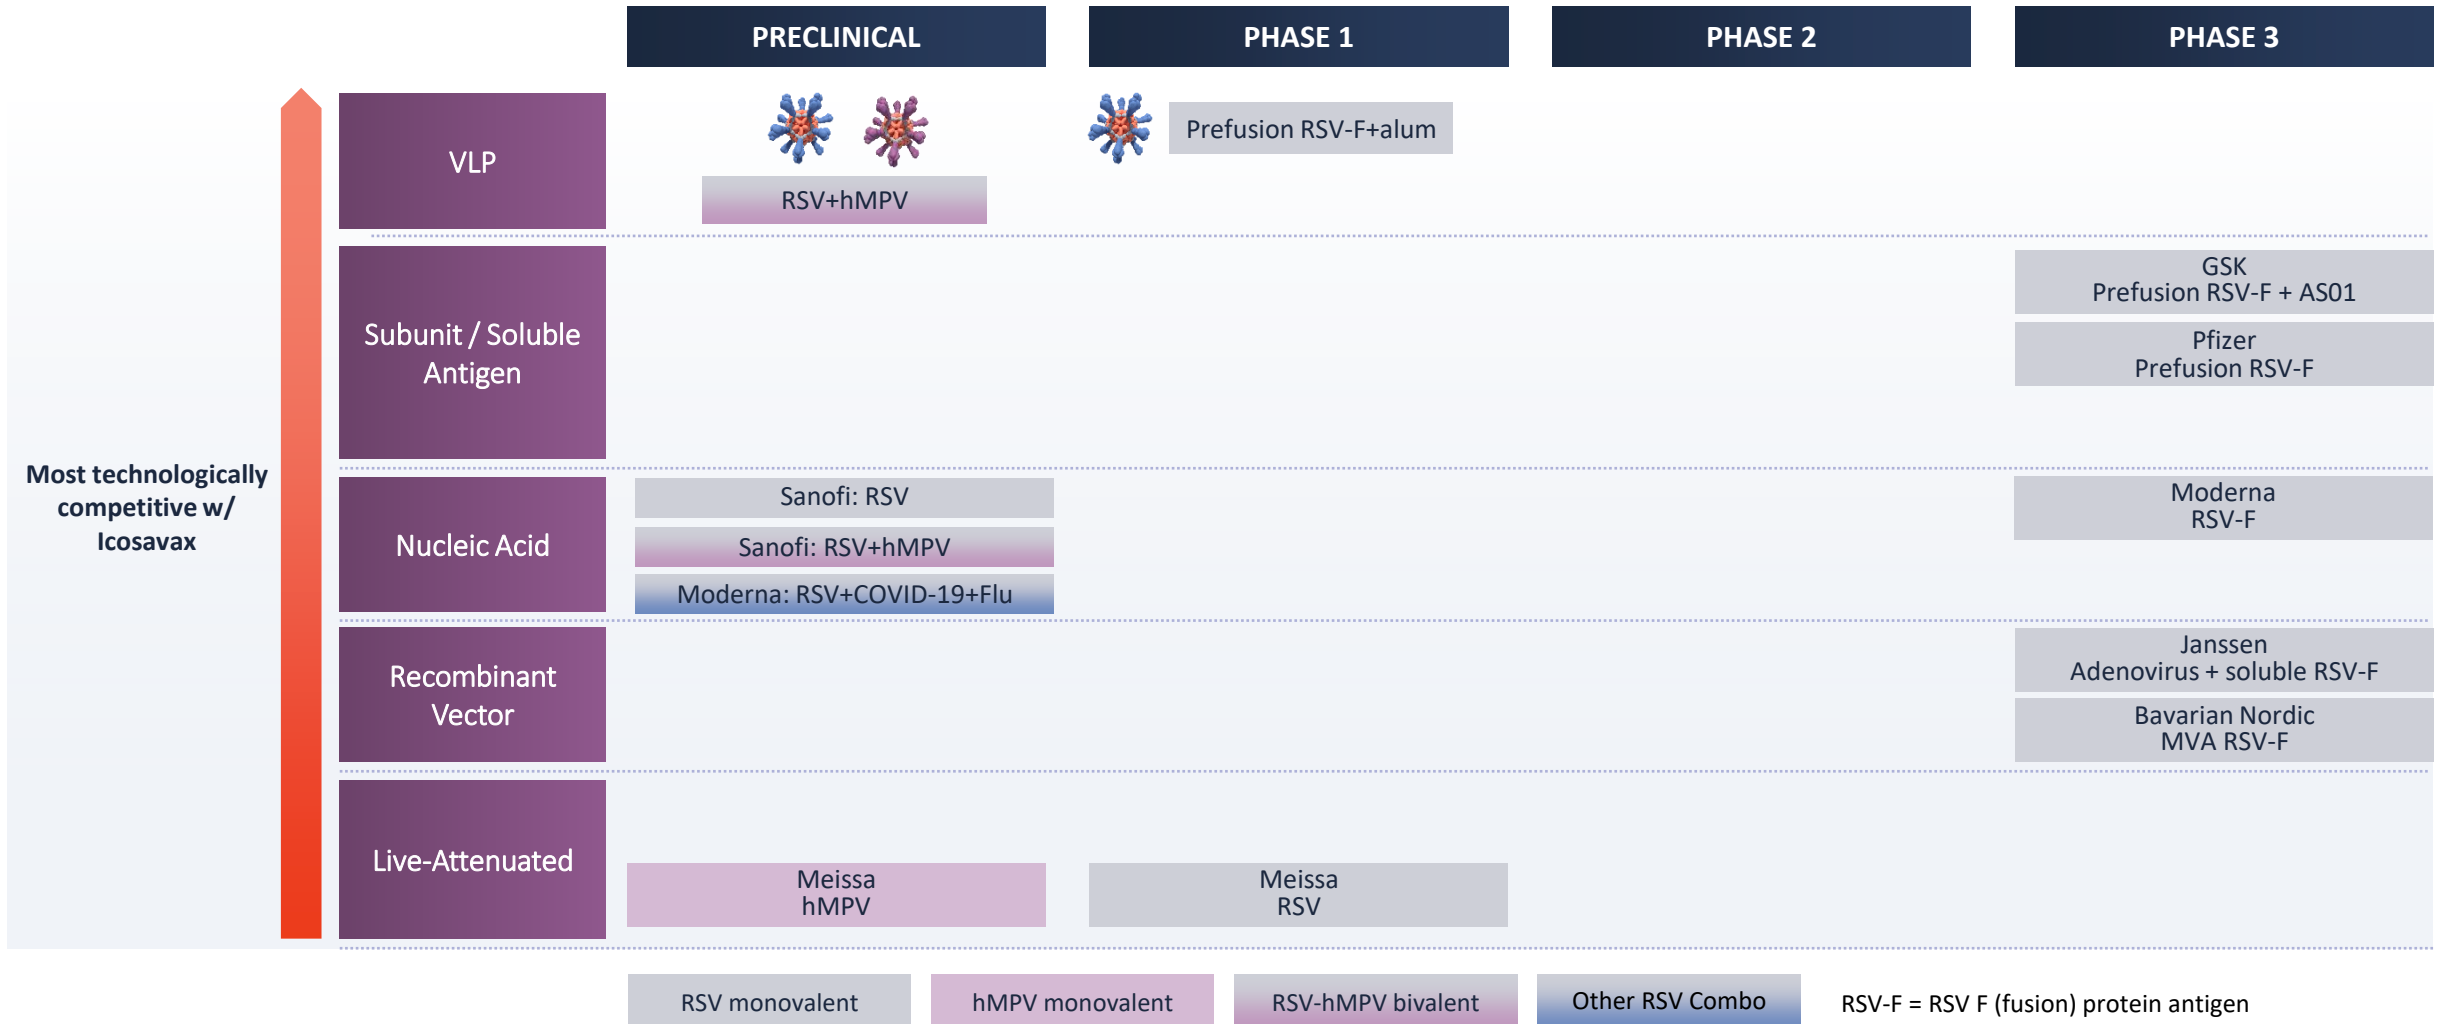 PRECLINICAL
PHASE 1
PHASE 2
PHASE 3
Most technologically
competitive w/
Icosavax
VLP
Prefusion RSV-F+alum
RSV+hMPV
Subunit / Soluble
Antigen
GSK
Prefusion RSV-F + AS01
Pfizer
Prefusion RSV-F
Nucleic Acid
Sanofi: RSV
Sanofi: RSV+hMPV
Moderna: RSV+COVID-19+Flu
Moderna
RSV-F
Recombinant
Vector
Janssen
Adenovirus + soluble RSV-F
Bavarian Nordic
MVA RSV-F
Live-Attenuated
Meissa
hMPV
Meissa
RSV
RSV monovalent
hMPV monovalent
RSV-hMPV bivalent
Other RSV Combo
RSV-F = RSV F (fusion) protein antigen